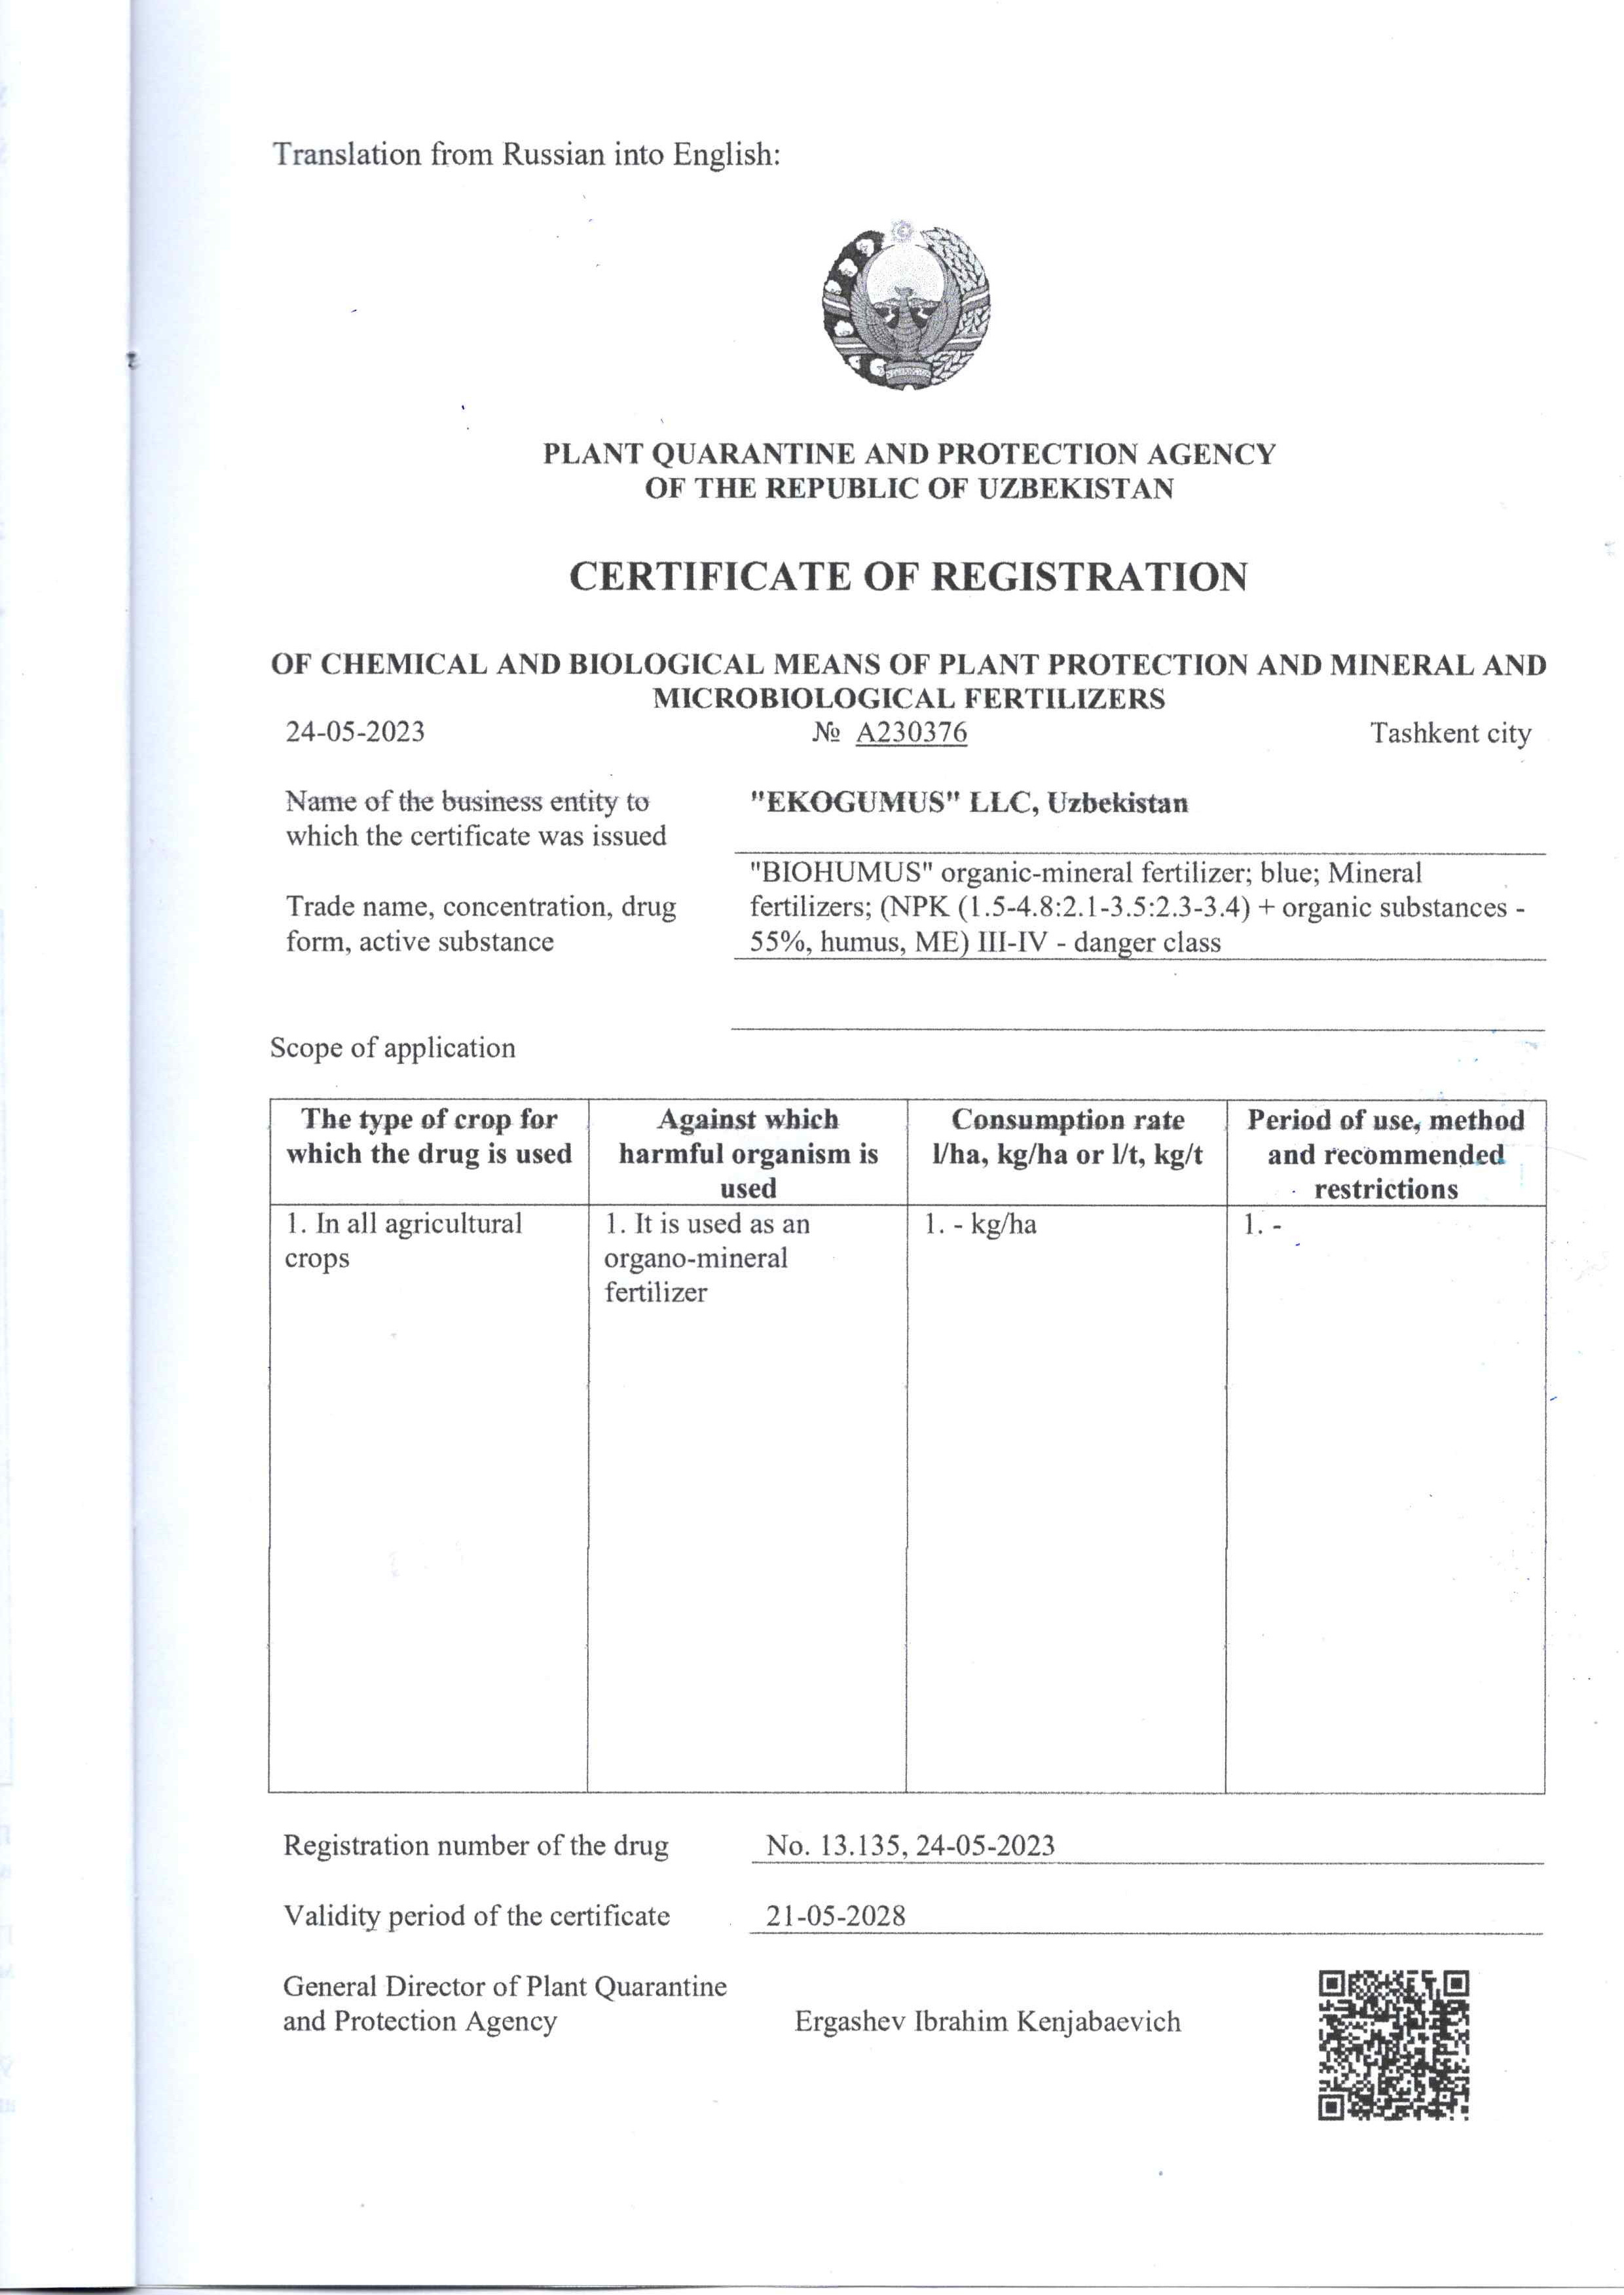 Translation from Russian into English:
PLANT QUARANTINE AND PROTECTION AGENCY
OF THE REPUBLIC OF UZBEKISTAN
CERTIFICATE OF REGISTRATION
OF CHEMICAL AND BIOLOGICAL MEANS OF PLANT PROTECTION AND MINERAL AND
MICROBIOLOGICAL FERTILIZERS
24-05-2023 № A230376 Tashkent city
Name of the business entity to
which the certificate was issued
"EKOGUMUS" LLC, Uzbekistan
Trade name, concentration, drug
form, active substance
"BIOHUMUS" organic-mineral fertilizer; blue; Mineral
fertilizers; (NPK (1.5-4.8:2.1-3.5:2.3-3.4) + organic substances -
55%, humus, ME) III-IV - danger class
Scope of application
The type of crop for
which the drug is used
Against which
harmful organism is
used
Consumption rate
l/ha, kg/ha or l/t, kg/t
Period of use, method
and recommended
restrictions
1. In all agricultural
crops
1. It is used as an
organo-mineral
fertilizer
1. - kg/ha
1. -
Registration number of the drug No. 13.135, 24-05-2023
Validity period of the certificate 21-05-2028
General Director of Plant Quarantine
and Protection Agency Ergashev Ibrahim Kenjabaevich